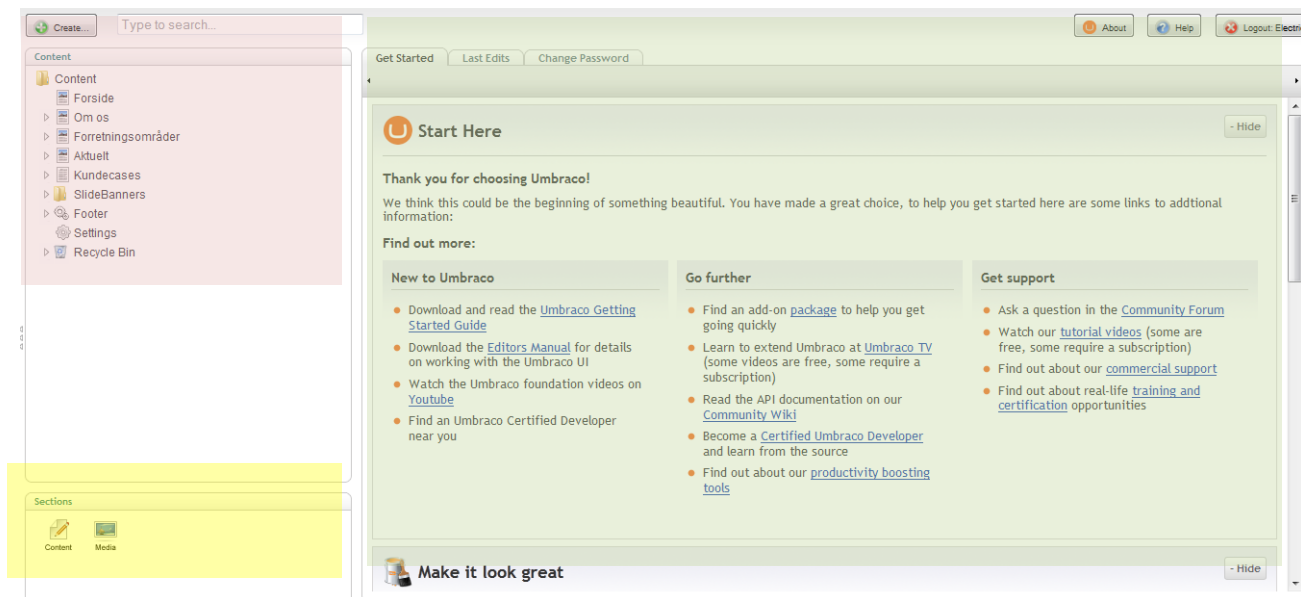 Create...
Type to search...
About
Help
Logout: Electric
Content
Content
Forside
Om os
Forretningsområder
Aktuelt
Kundecases
SlideBanners
Footer
Settings
Recycle Bin
Sections
Content
Media
Get Started
Last Edits
Change Password
Start Here
- Hide
Thank you for choosing Umbraco!
We think this could be the beginning of something beautiful. You have made a great choice, to help you get started here are some links to addtional
information:
Find out more:
New to Umbraco
Download and read the Umbraco Getting
Started Guide
Download the Editors Manual for details
on working with the Umbraco UI
Watch the Umbraco foundation videos on
Youtube
Find an Umbraco Certified Developer
near you
Go further
Find an add-on package to help you get
going quickly
Learn to extend Umbraco at Umbraco TV
(some videos are free, some require a
subscription)
Read the API documentation on our
Community Wiki
Become a Certified Umbraco Developer
and learn from the source
Find out about our productivity boosting
tools
Get support
Ask a question in the Community Forum
Watch our tutorial videos (some are
free, some require a subscription)
Find out about our commercial support
Find out about real-life training and
certification opportunities
Make it look great
- Hide